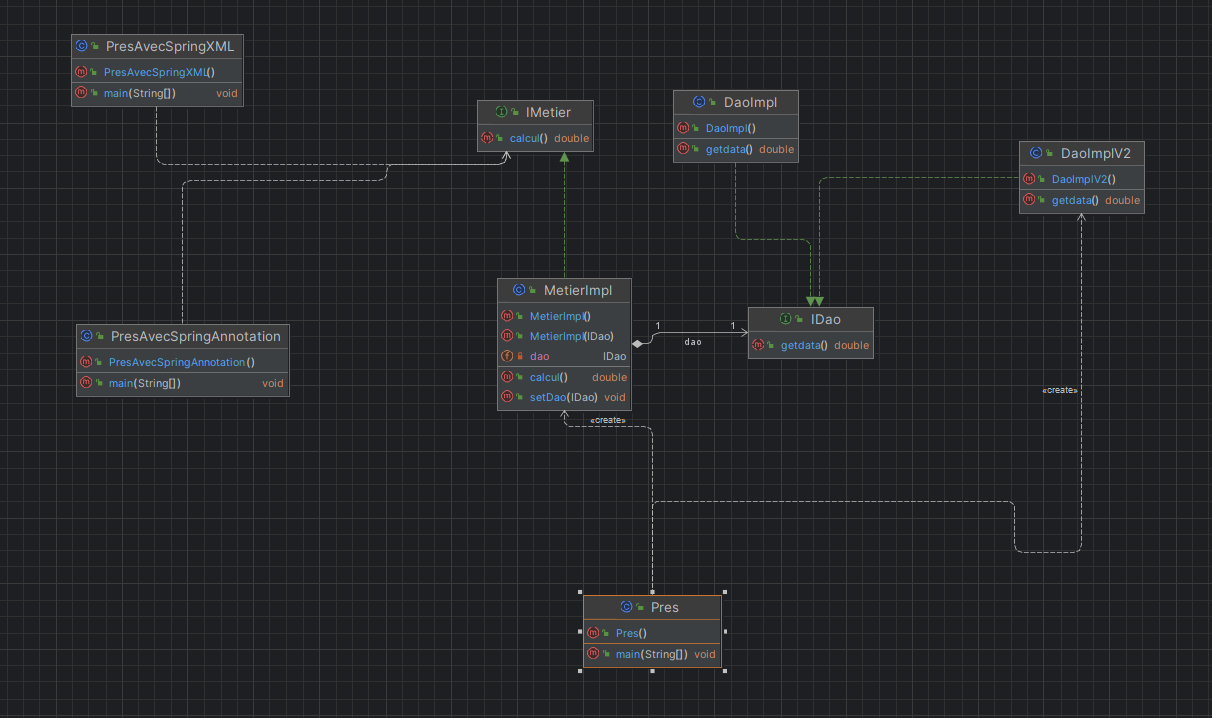 PresAvecSpringXML
PresAvecSpringXML()
main(String[]) void
IMetier
calcul() double
DaoImpl
DaoImpl()
getdata() double
DaoImplV2
DaoImplV2()
getdata() double
MetierImpl
MetierImpl()
MetierImpl(IDao)
dao IDao
calcul() double
setDao(IDao) void
1
1
dao
IDao
getdata() double
PresAvecSpringAnnotation
PresAvecSpringAnnotation()
main(String[]) void
«create»
«create»
Pres
Pres()
main(String[]) void